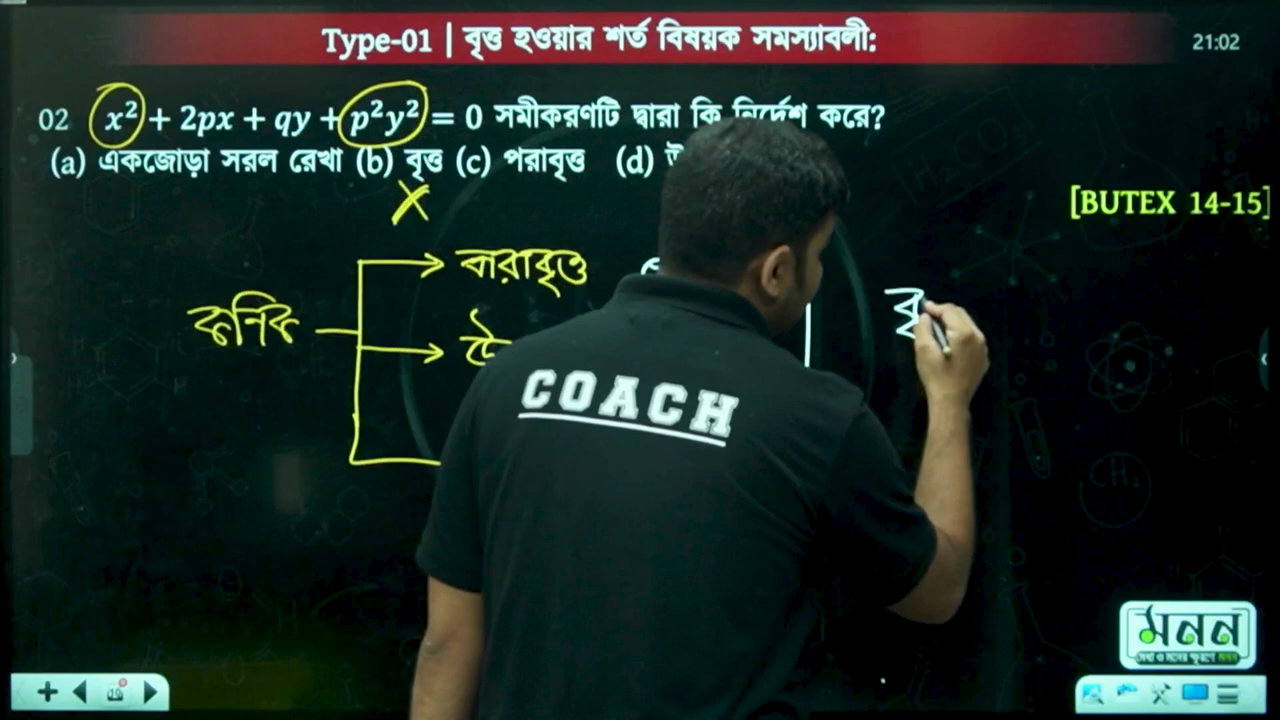 Type-01 | বৃত্ত হওয়ার শর্ত বিষয়ক সমস্যাবলী:
21:02
02 x² + 2px + qy + p²y² = 0 সমীকরণটি দ্বারা কি নির্দেশ করে?
(a) একজোড়া সরল রেখা (b) বৃত্ত (c) পরাবৃত্ত (d)
[BUTEX 14-15]
কনিক
বারাবৃত্ত
COACH
CH₂
মনন